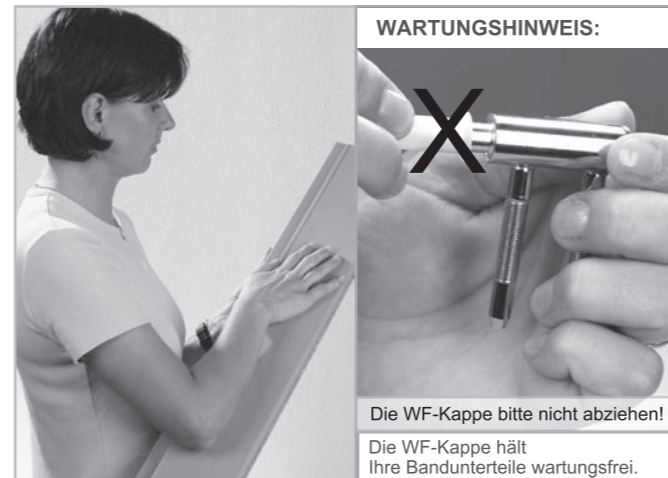 WARTUNGSHINWEIS:
Die WF-Kappe bitte nicht abziehen!
Die WF-Kappe hält
Ihre Bandunterteile wartungsfrei.